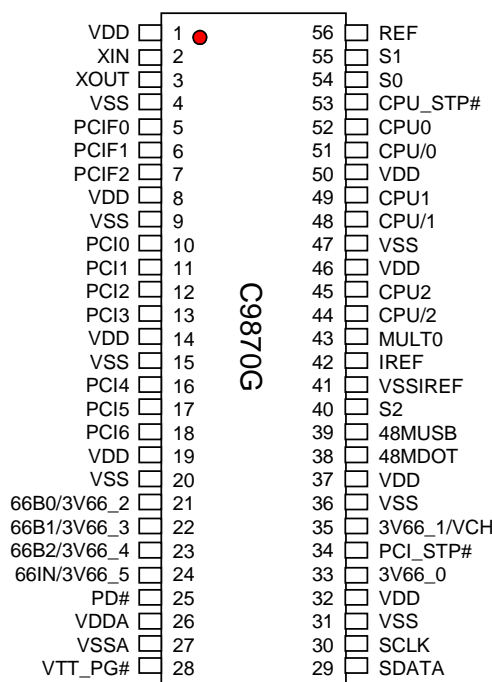 VDD 1 56 REF
XIN 2 55 S1
XOUT 3 54 S0
VSS 4 53 CPU_STP#
PCIF0 5 52 CPU0
PCIF1 6 51 CPU/0
PCIF2 7 50 VDD
VDD 8 49 CPU1
VSS 9 48 CPU/1
PCI0 10 47 VSS
PCI1 11 46 VDD
PCI2 12 45 CPU2
PCI3 13 44 CPU/2
VDD 14 43 MULT0
VSS 15 42 IREF
PCI4 16 41 VSSIREF
PCI5 17 40 S2
PCI6 18 39 48MUSB
VDD 19 38 48MDOT
VSS 20 37 VDD
66B0/3V66_2 21 36 VSS
66B1/3V66_3 22 35 3V66_1/VCH
66B2/3V66_4 23 34 PCI_STP#
66IN/3V66_5 24 33 3V66_0
PD# 25 32 VDD
VDDA 26 31 VSS
VSSA 27 30 SCLK
VTT_PG# 28 29 SDATA
C9870G